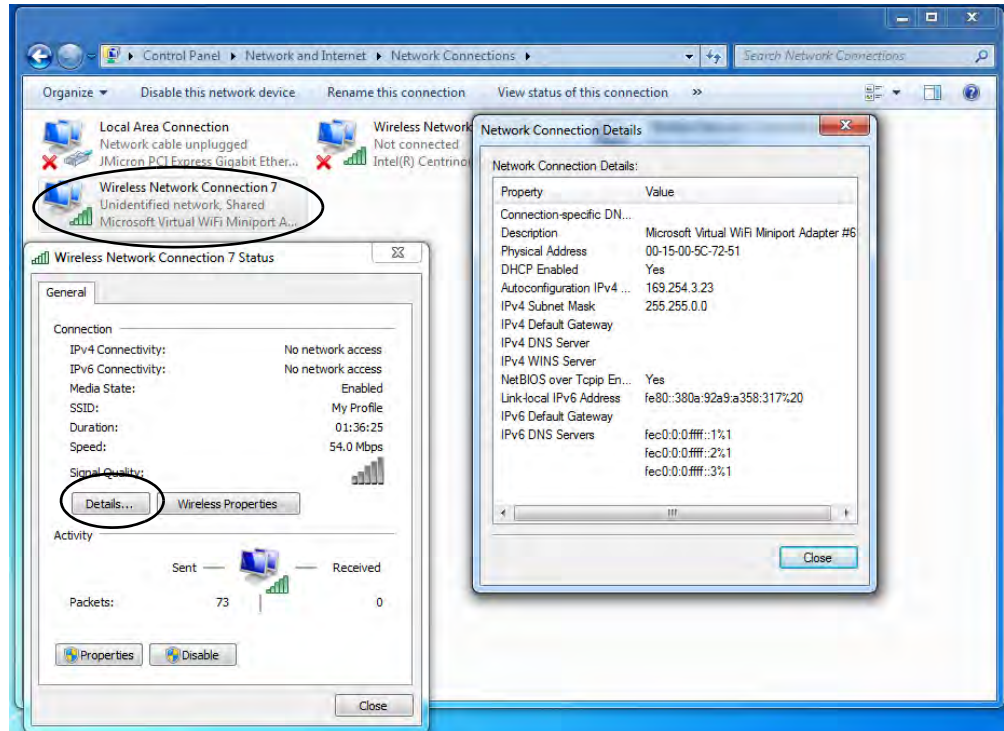 Control Panel ▸ Network and Internet ▸ Network Connections ▸
Search Network Connections
Organize Disable this network device Rename this connection View status of this connection »
Local Area Connection
Network cable unplugged
JMicron PCI Express Gigabit Ether...
Wireless Network
Not connected
Intel(R) Centrino
Wireless Network Connection 7
Unidentified network, Shared
Microsoft Virtual WiFi Miniport A...
Wireless Network Connection 7 Status
General
Connection
IPv4 Connectivity: No network access
IPv6 Connectivity: No network access
Media State: Enabled
SSID: My Profile
Duration: 01:36:25
Speed: 54.0 Mbps
Signal Quality:
Details... Wireless Properties
Activity
Sent — — Received
Packets: 73 | 0
Properties Disable
Close
Network Connection Details
Network Connection Details:
Property Value
Connection-specific DN...
Description Microsoft Virtual WiFi Miniport Adapter #6
Physical Address 00-15-00-5C-72-51
DHCP Enabled Yes
Autoconfiguration IPv4 ... 169.254.3.23
IPv4 Subnet Mask 255.255.0.0
IPv4 Default Gateway
IPv4 DNS Server
IPv4 WINS Server
NetBIOS over Tcpip En... Yes
Link-local IPv6 Address fe80::380a:92a9:a358:317%20
IPv6 Default Gateway
IPv6 DNS Servers fec0:0:0:ffff::1%1
fec0:0:0:ffff::2%1
fec0:0:0:ffff::3%1
Close